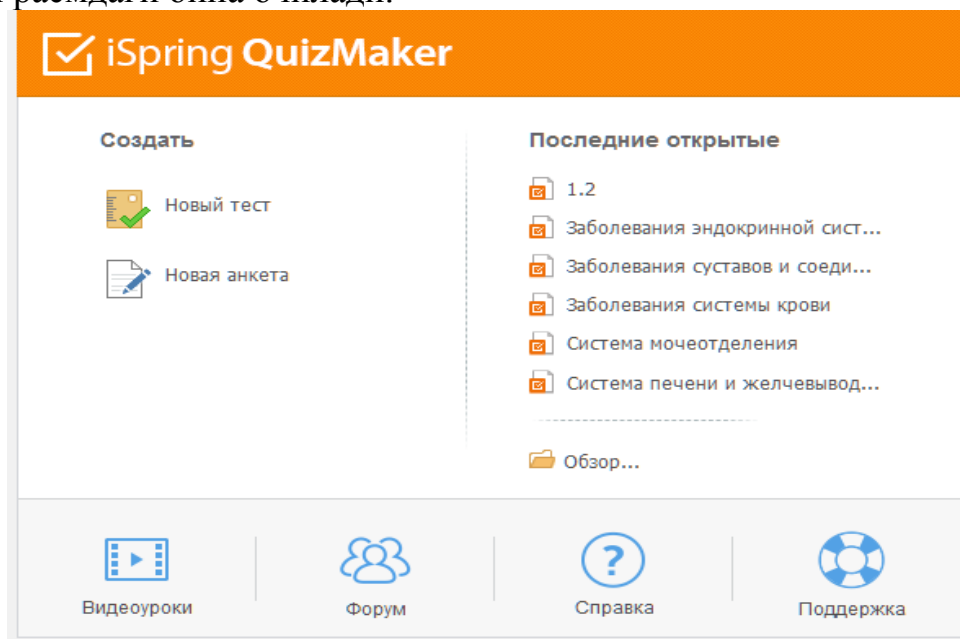 iSpring QuizMaker
Создать
Новый тест
Новая анкета
Последние открытые
1.2
Заболевания эндокринной сист...
Заболевания суставов и соеди...
Заболевания системы крови
Система мочеотделения
Система печени и желчевывод...
Обзор...
Видеоуроки
Форум
Справка
Поддержка